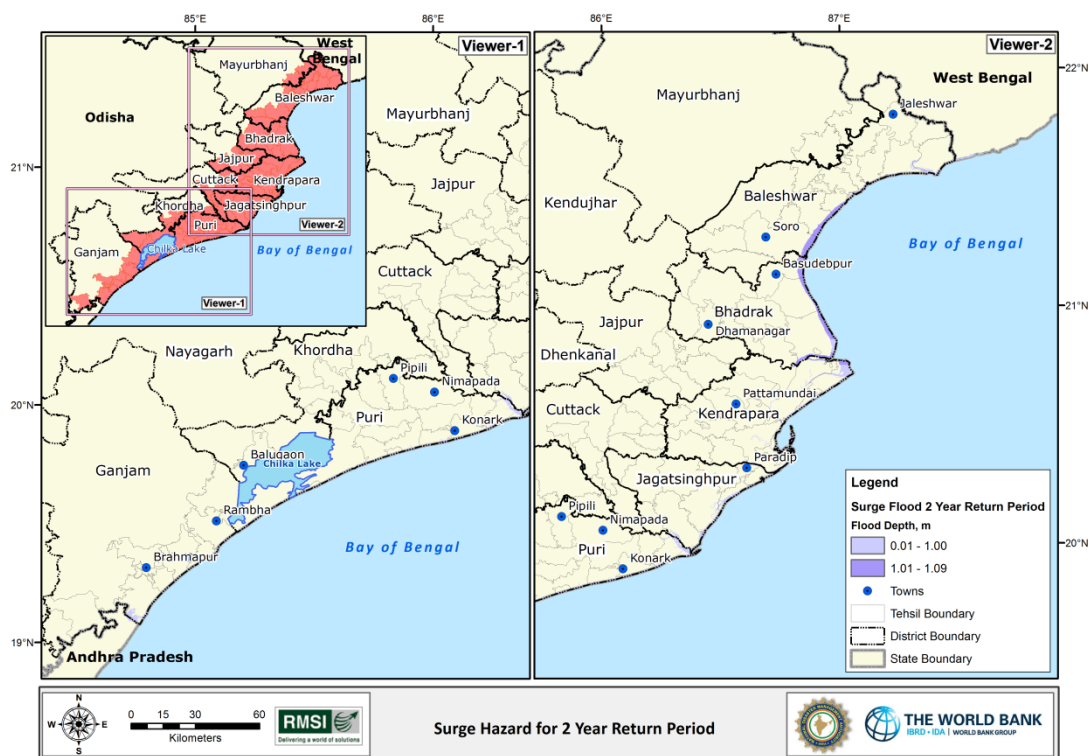 85°E
86°E
86°E
87°E
22°N
21°N
20°N
19°N
21°N
20°N
Viewer-1
West
Bengal
Mayurbhanj
Baleshwar
Odisha
Bhadrak
Jajpur
Cuttack
Kendrapara
Khordha
Jagatsinghpur
Puri
Viewer-2
Ganjam
Chilka Lake
Bay of Bengal
Viewer-1
Mayurbhanj
Jajpur
Cuttack
Nayagarh
Khordha
Pipili
Nimapada
Puri
Konark
Ganjam
Balugaon
Chilka Lake
Rambha
Brahmapur
Bay of Bengal
Andhra Pradesh
Viewer-2
West Bengal
Mayurbhanj
Jaleshwar
Kendujhar
Baleshwar
Soro
Bay of Bengal
Basudebpur
Bhadrak
Dhamanagar
Jajpur
Dhenkanal
Pattamundai
Kendrapara
Cuttack
Paradip
Jagatsinghpur
Pipili
Nimapada
Puri
Konark
Legend
Surge Flood 2 Year Return Period
Flood Depth, m
0.01 - 1.00
1.01 - 1.09
Towns
Tehsil Boundary
District Boundary
State Boundary
N
W
E
S
0 15 30 60
Kilometers
RMSI
Delivering a world of solutions
Surge Hazard for 2 Year Return Period
THE WORLD BANK
IBRD • IDA | WORLD BANK GROUP